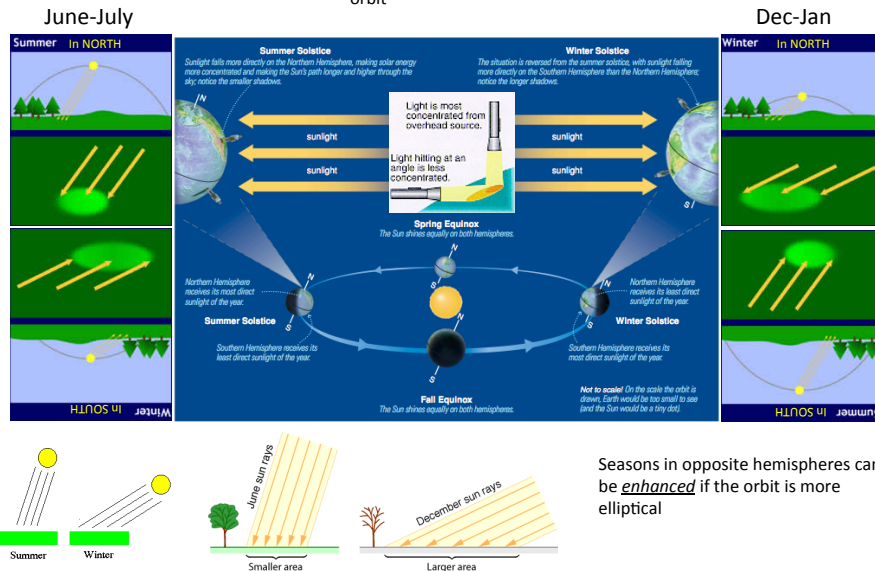 orbit
June-July
Dec-Jan
Summer In NORTH
Summer Solstice
Sunlight falls more directly on the Northern Hemisphere, making solar energy
more concentrated and making the Sun's path longer and higher through the
sky; notice the smaller shadows.
Winter Solstice
The situation is reversed from the summer solstice, with sunlight falling
more directly on the Southern Hemisphere than the Northern Hemisphere;
notice the longer shadows.
Winter In NORTH
N
N
Light is most
concentrated from
overhead source.
sunlight
sunlight
Light hitting at an
angle is less
concentrated.
sunlight
sunlight
S
S
Spring Equinox
The Sun shines equally on both hemispheres.
Northern Hemisphere
receives its most direct
sunlight of the year.
N
N
N
Northern Hemisphere
receives its least direct
sunlight of the year.
Summer Solstice
S
S
N
S
Winter Solstice
Southern Hemisphere receives its
least direct sunlight of the year.
Southern Hemisphere receives its
most direct sunlight of the year.
S
Fall Equinox
The Sun shines equally on both hemispheres.
Not to scale! On the scale the orbit is
drawn, Earth would be too small to see
(and the Sun would be a tiny dot).
Winter In SOUTH
Summer In SOUTH
Summer
Winter
June sun rays
Smaller area
December sun rays
Larger area
Seasons in opposite hemispheres can
be enhanced if the orbit is more
elliptical